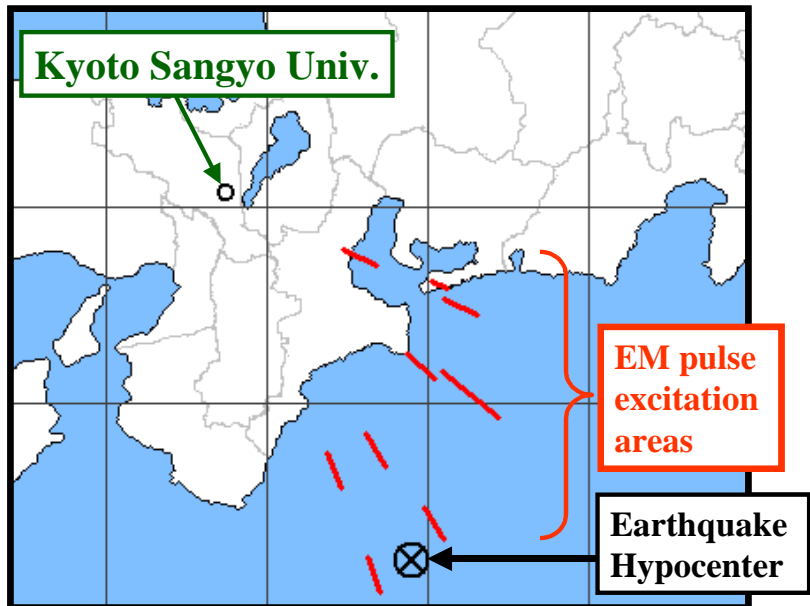 Kyoto Sangyo Univ.
EM pulse
excitation
areas
Earthquake
Hypocenter